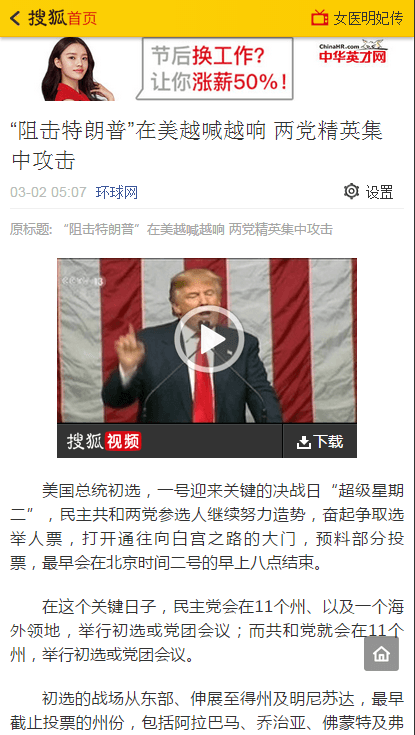 搜狐首页
女医明妃传
节后换工作?
让你涨薪50%!
ChinaHR.com
中华英才网
“阻击特朗普”在美越喊越响 两党精英集
中攻击
03-02 05:07 环球网
设置
原标题: “阻击特朗普”在美越喊越响 两党精英集中攻击
搜狐视频
下载
美国总统初选，一号迎来关键的决战日“超级星期
二”，民主共和两党参选人继续努力造势，奋起争取选
举人票，打开通往向白宫之路的大门，预料部分投
票，最早会在北京时间二号的早上八点结束。
在这个关键日子，民主党会在11个州、以及一个海
外领地，举行初选或党团会议；而共和党就会在11个
州，举行初选或党团会议。
初选的战场从东部、伸展至得州及明尼苏达，最早
截止投票的州份，包括阿拉巴马、乔治亚、佛蒙特及弗